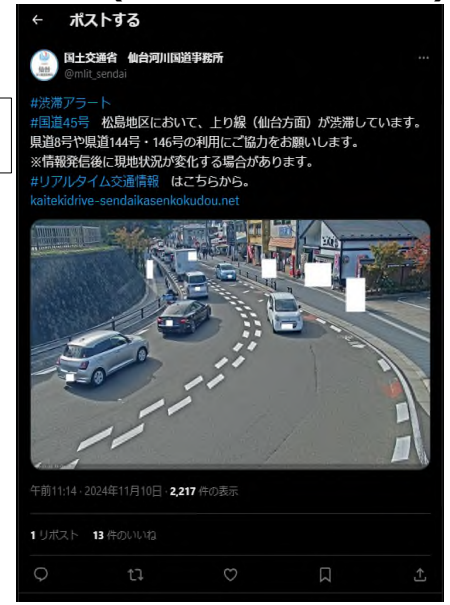 ← ポストする
国土交通省 仙台河川国道事務所
@mlit_sendai
#渋滞アラート
#国道45号 松島地区において、上り線（仙台方面）が渋滞しています。
県道8号や県道144号・146号の利用にご協力をお願いします。
※情報発信後に現地状況が変化する場合があります。
#リアルタイム交通情報 はこちらから。
kaitekidrive-sendaikasenkokudou.net
午前11:14 · 2024年11月10日 · 2,217 件の表示
1 リポスト 13 件のいいね